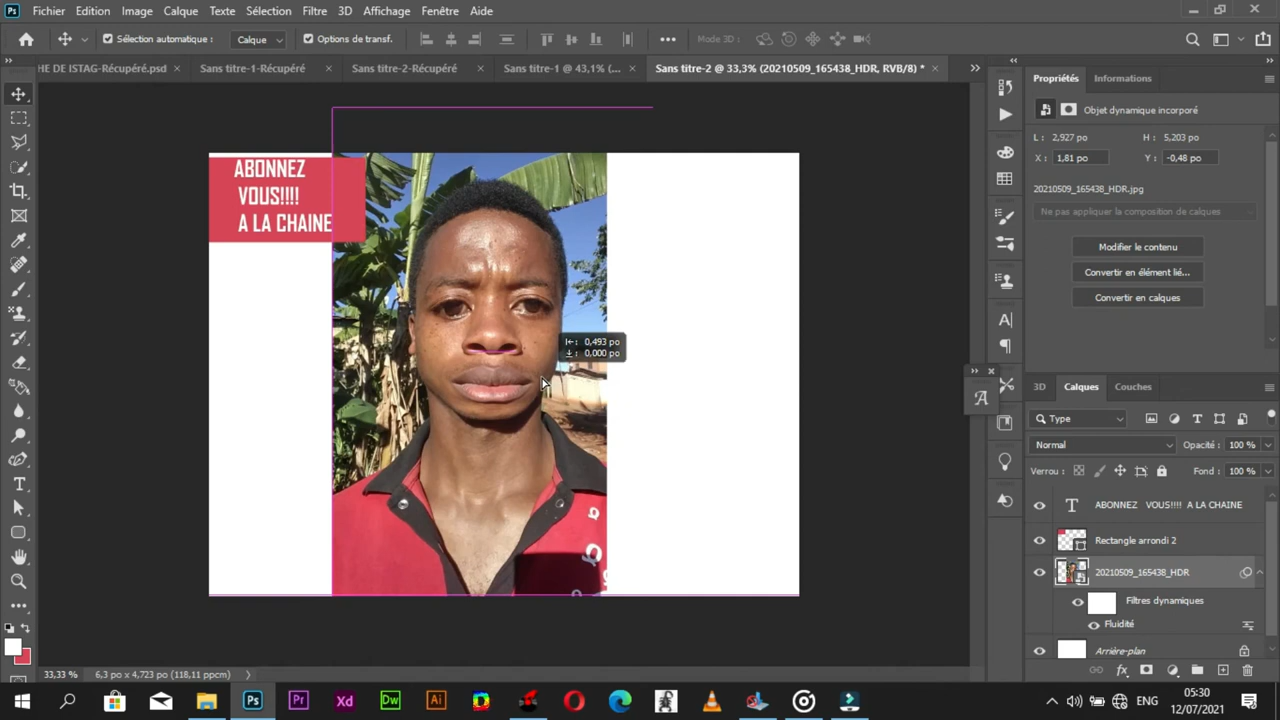 Ps Fichier Edition Image Calque Texte Sélection Filtre 3D Affichage Fenêtre Aide
Sélection automatique : Calque Options de transf. Mode 3D :
HE DE ISTAG-Récupéré.psd × Sans titre-1-Récupéré × Sans titre-2-Récupéré × Sans titre-1 @ 43,1% (... × Sans titre-2 @ 33,3% (20210509_165438_HDR, RVB/8) * ×
Propriétés Informations
Objet dynamique incorporé
L : 2,927 po H : 5,203 po
X : 1,81 po Y : -0,48 po
20210509_165438_HDR.jpg
Ne pas appliquer la composition de calques
Modifier le contenu
Convertir en élément lié...
Convertir en calques
ABONNEZ
VOUS!!!!
A LA CHAINE
0,493 po
0,000 po
3D Calques Couches
Type
Normal Opacité : 100 %
Verrou : Fond : 100 %
ABONNEZ VOUS!!!! A LA CHAINE
Rectangle arrondi 2
20210509_165438_HDR
Filtres dynamiques
Fluidité
Arrière-plan
33,33 % 6,3 po x 4,723 po (118,11 ppcm)
Ps Pr Xd Dw Ai
ENG
05:30
12/07/2021